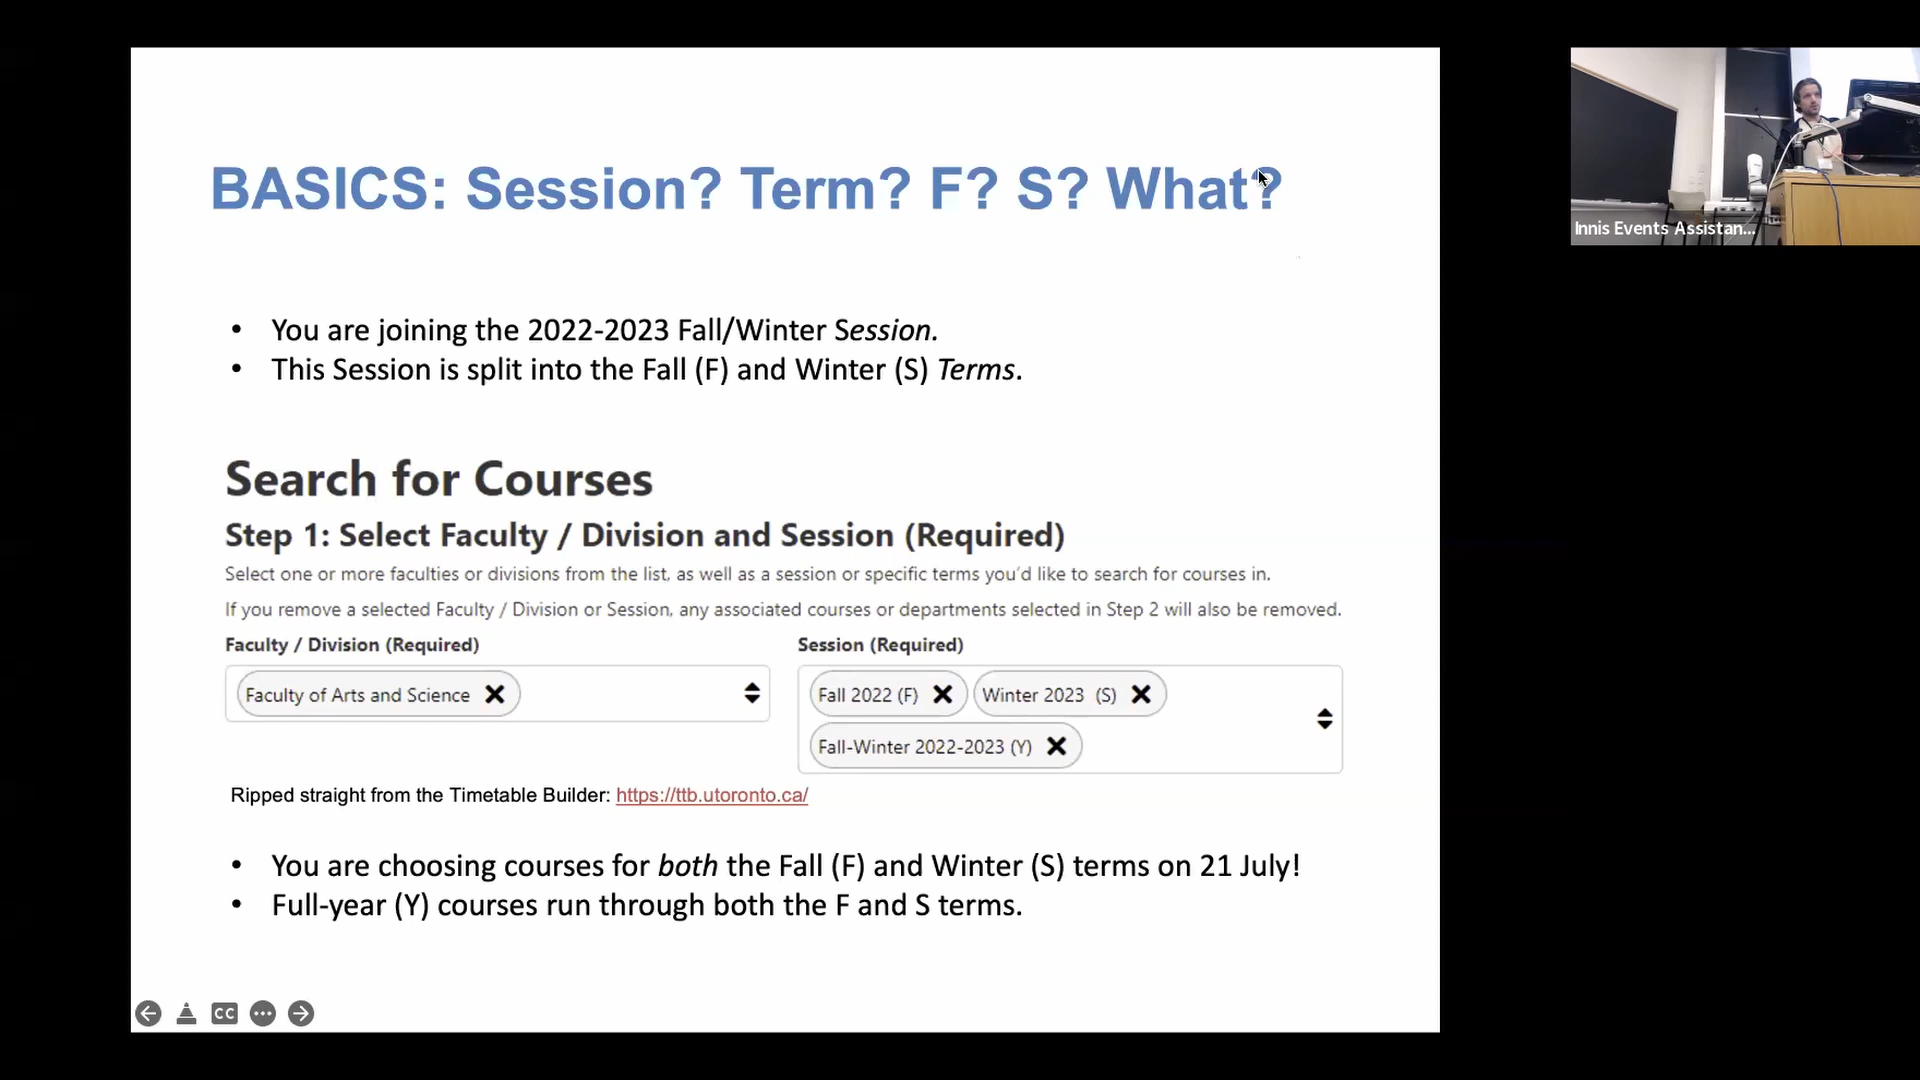 BASICS: Session? Term? F? S? What?
Innis Events Assistan...
• You are joining the 2022-2023 Fall/Winter Session.
• This Session is split into the Fall (F) and Winter (S) Terms.
Search for Courses
Step 1: Select Faculty / Division and Session (Required)
Select one or more faculties or divisions from the list, as well as a session or specific terms you'd like to search for courses in.
If you remove a selected Faculty / Division or Session, any associated courses or departments selected in Step 2 will also be removed.
Faculty / Division (Required)
Faculty of Arts and Science
Session (Required)
Fall 2022 (F) Winter 2023 (S)
Fall-Winter 2022-2023 (Y)
Ripped straight from the Timetable Builder: https://ttb.utoronto.ca/
• You are choosing courses for both the Fall (F) and Winter (S) terms on 21 July!
• Full-year (Y) courses run through both the F and S terms.
CC